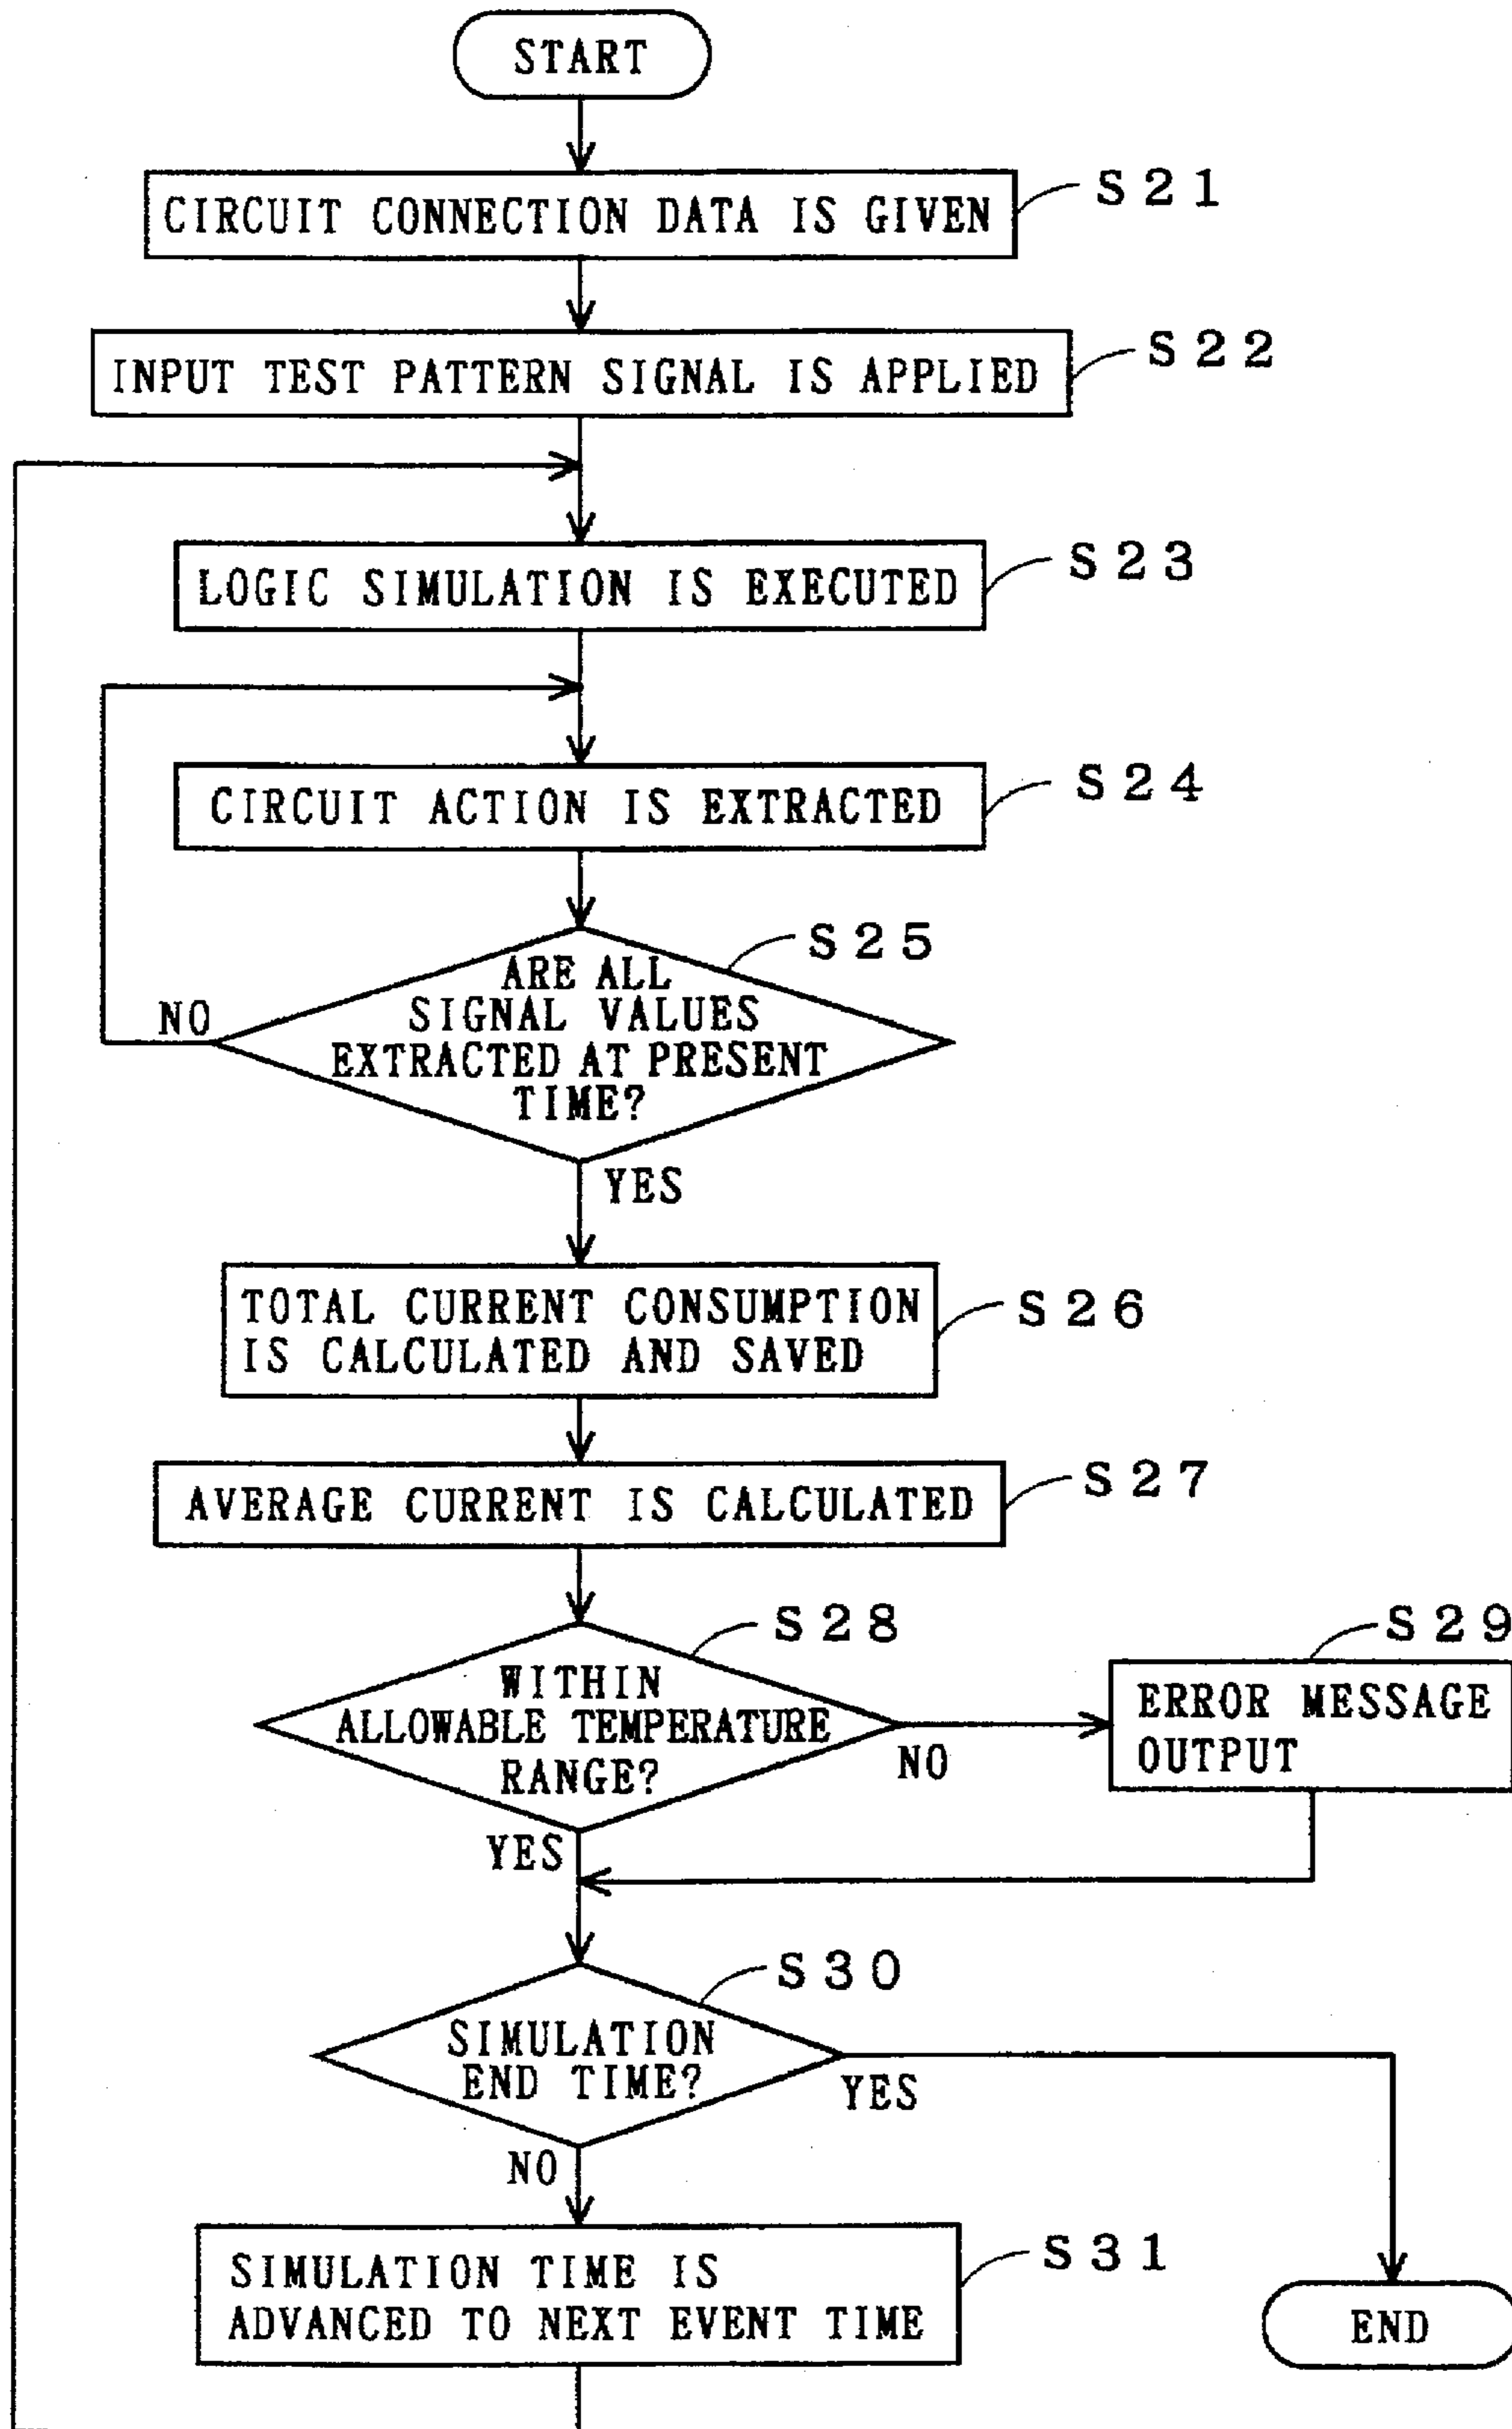 START
CIRCUIT CONNECTION DATA IS GIVEN
S21
INPUT TEST PATTERN SIGNAL IS APPLIED
S22
LOGIC SIMULATION IS EXECUTED
S23
CIRCUIT ACTION IS EXTRACTED
S24
S25
ARE ALL
SIGNAL VALUES
EXTRACTED AT PRESENT
TIME?
NO
YES
TOTAL CURRENT CONSUMPTION
IS CALCULATED AND SAVED
S26
AVERAGE CURRENT IS CALCULATED
S27
S28
WITHIN
ALLOWABLE TEMPERATURE
RANGE?
NO
YES
S29
ERROR MESSAGE
OUTPUT
S30
SIMULATION
END TIME?
YES
NO
SIMULATION TIME IS
ADVANCED TO NEXT EVENT TIME
S31
END